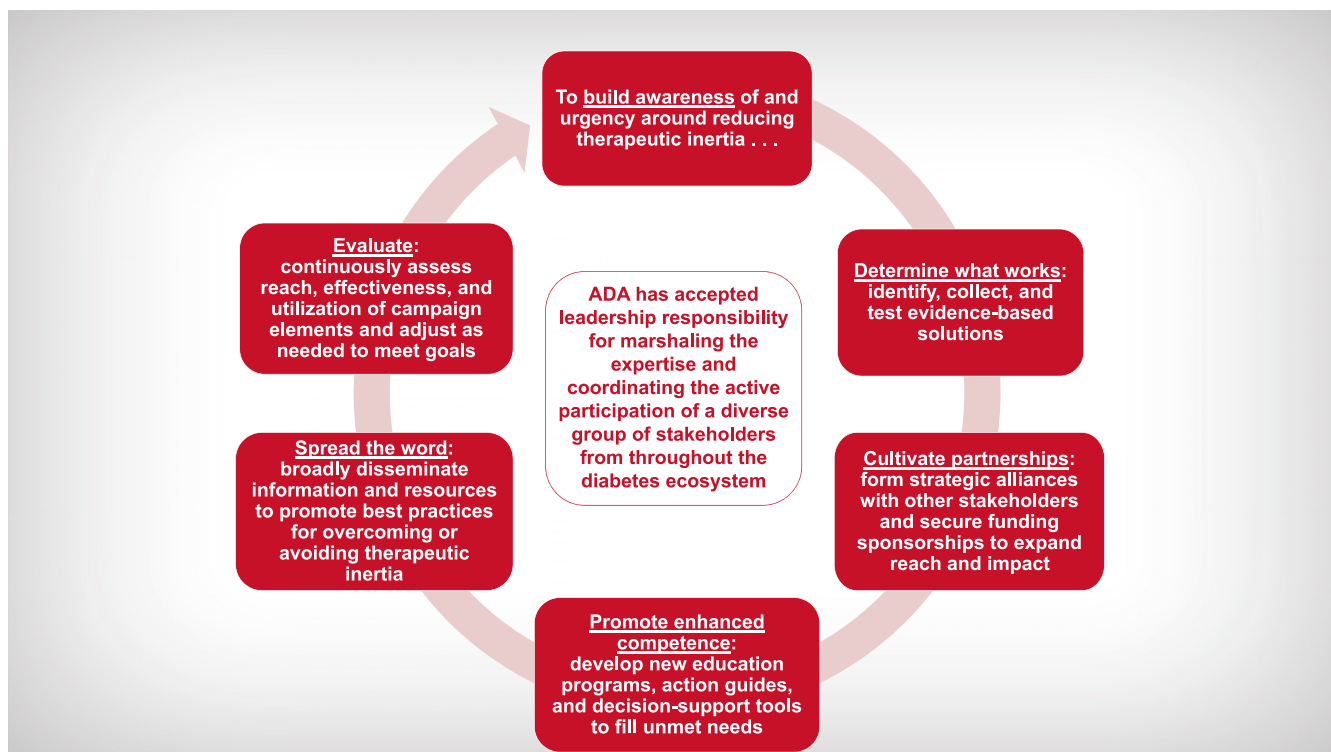 To build awareness of and
urgency around reducing
therapeutic inertia . . .
Determine what works:
identify, collect, and
test evidence-based
solutions
Cultivate partnerships:
form strategic alliances
with other stakeholders
and secure funding
sponsorships to expand
reach and impact
Promote enhanced
competence:
develop new education
programs, action guides,
and decision-support tools
to fill unmet needs
Spread the word:
broadly disseminate
information and resources
to promote best practices
for overcoming or
avoiding therapeutic
inertia
Evaluate:
continuously assess
reach, effectiveness, and
utilization of campaign
elements and adjust as
needed to meet goals
ADA has accepted
leadership responsibility
for marshaling the
expertise and
coordinating the active
participation of a diverse
group of stakeholders
from throughout the
diabetes ecosystem